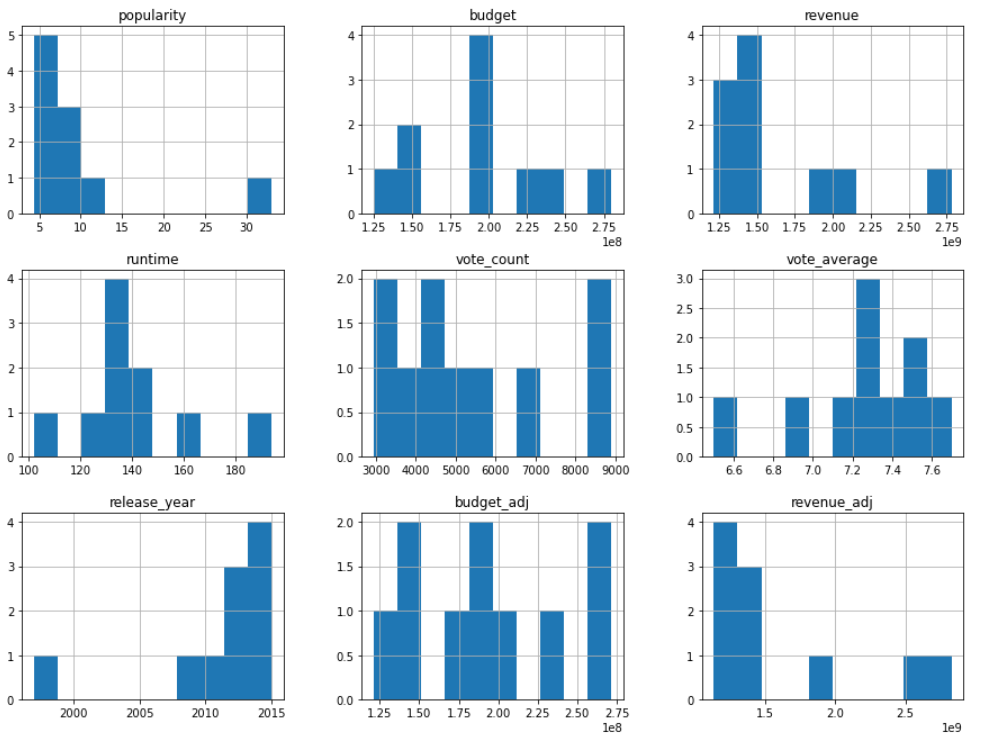 popularity
budget
revenue
5
4
3
2
1
0
4
3
2
1
0
4
3
2
1
0
5 10 15 20 25 30
1.25 1.50 1.75 2.00 2.25 2.50 2.75
1e8
1.25 1.50 1.75 2.00 2.25 2.50 2.75
1e9
runtime
vote_count
vote_average
4
3
2
1
0
2.0
1.5
1.0
0.5
0.0
3.0
2.5
2.0
1.5
1.0
0.5
0.0
100 120 140 160 180
3000 4000 5000 6000 7000 8000 9000
6.6 6.8 7.0 7.2 7.4 7.6
release_year
budget_adj
revenue_adj
4
3
2
1
0
2.0
1.5
1.0
0.5
0.0
4
3
2
1
0
2000 2005 2010 2015
1.25 1.50 1.75 2.00 2.25 2.50 2.75
1e8
1.5 2.0 2.5
1e9